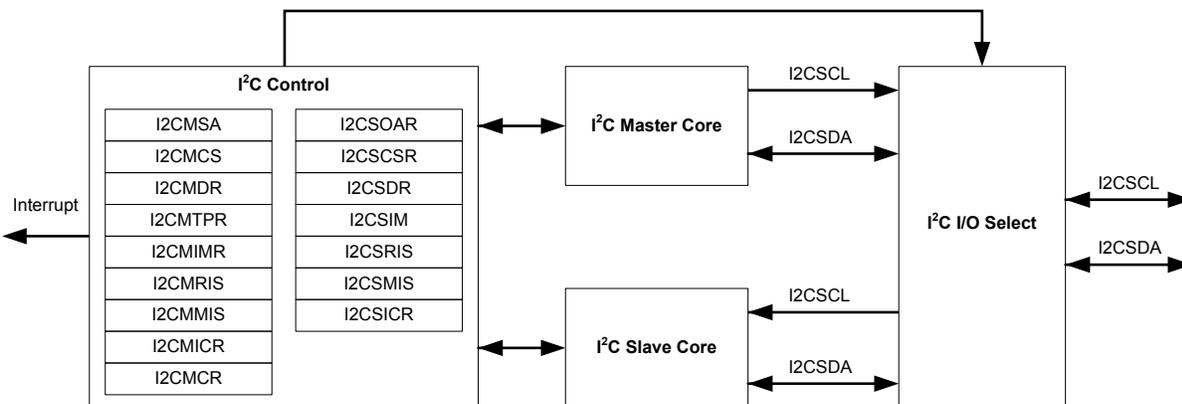 I²C Control
I2CMSA
I2CMCS
I2CMDR
I2CMTPR
I2CMIMR
I2CMRIS
I2CMMIS
I2CMICR
I2CMCR
I2CSOAR
I2CSCSR
I2CSDR
I2CSIM
I2CSRIS
I2CSMIS
I2CSICR
Interrupt
I²C Master Core
I2CSCL
I2CSDA
I²C Slave Core
I2CSCL
I2CSDA
I²C I/O Select
I2CSCL
I2CSDA